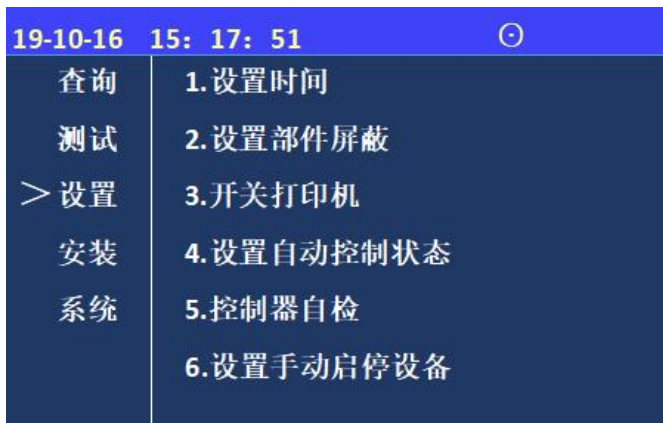 19-10-16 15：17：51
查询 1.设置时间
测试 2.设置部件屏蔽
＞设置 3.开关打印机
安装 4.设置自动控制状态
系统 5.控制器自检
6.设置手动启停设备